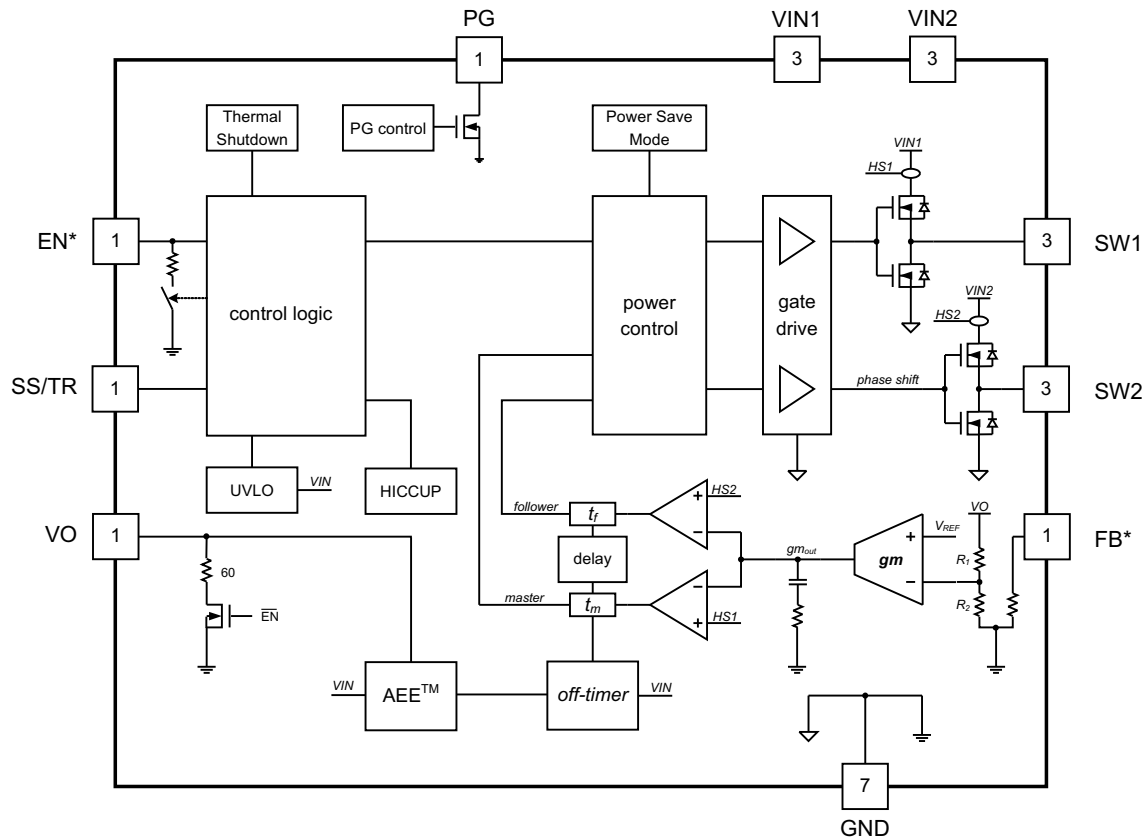 PG
VIN1
VIN2
1
3
3
Thermal
Shutdown
PG control
Power Save
Mode
VIN1
HS1
EN*
1
control logic
power
control
gate
drive
3
SW1
VIN2
HS2
SS/TR
1
phase shift
3
SW2
UVLO
VIN
HICCUP
VO
1
follower
tf
HS2
+
−
delay
gmout
gm
VREF
+
−
VO
R1
R2
1
FB*
60
EN
master
tm
−
+
HS1
VIN
AEE™
off-timer
VIN
7
GND